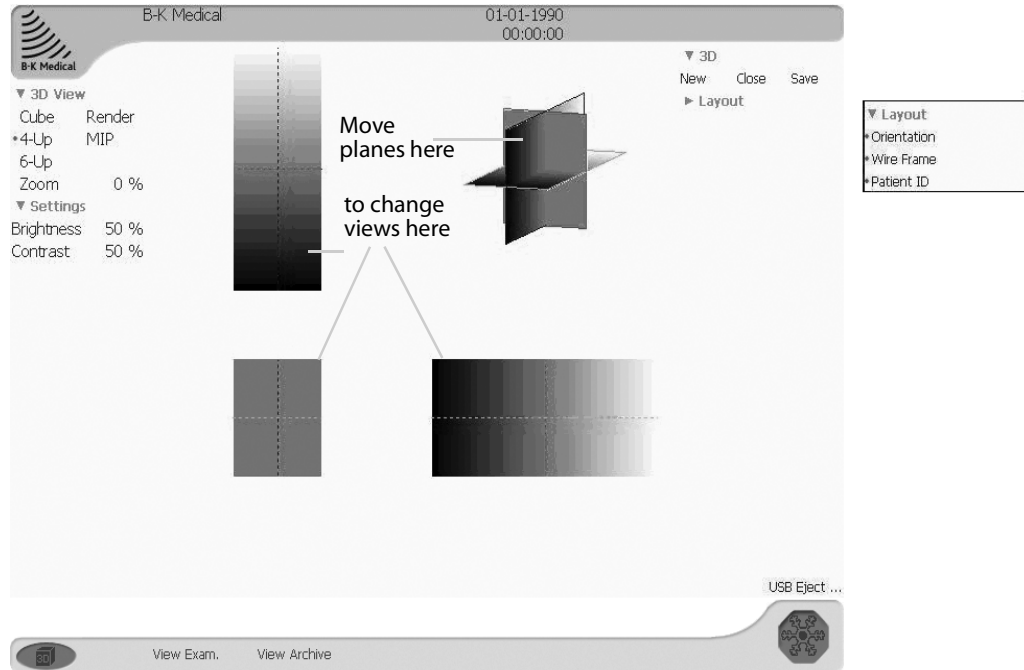 B-K Medical
01-01-1990
00:00:00
B-K Medical
▼ 3D View
Cube Render
•4-Up MIP
6-Up
Zoom 0 %
▼ Settings
Brightness 50 %
Contrast 50 %
Move
planes here
to change
views here
▼ 3D
New Close Save
► Layout
▼ Layout
•Orientation
•Wire Frame
•Patient ID
USB Eject ...
3D
View Exam. View Archive